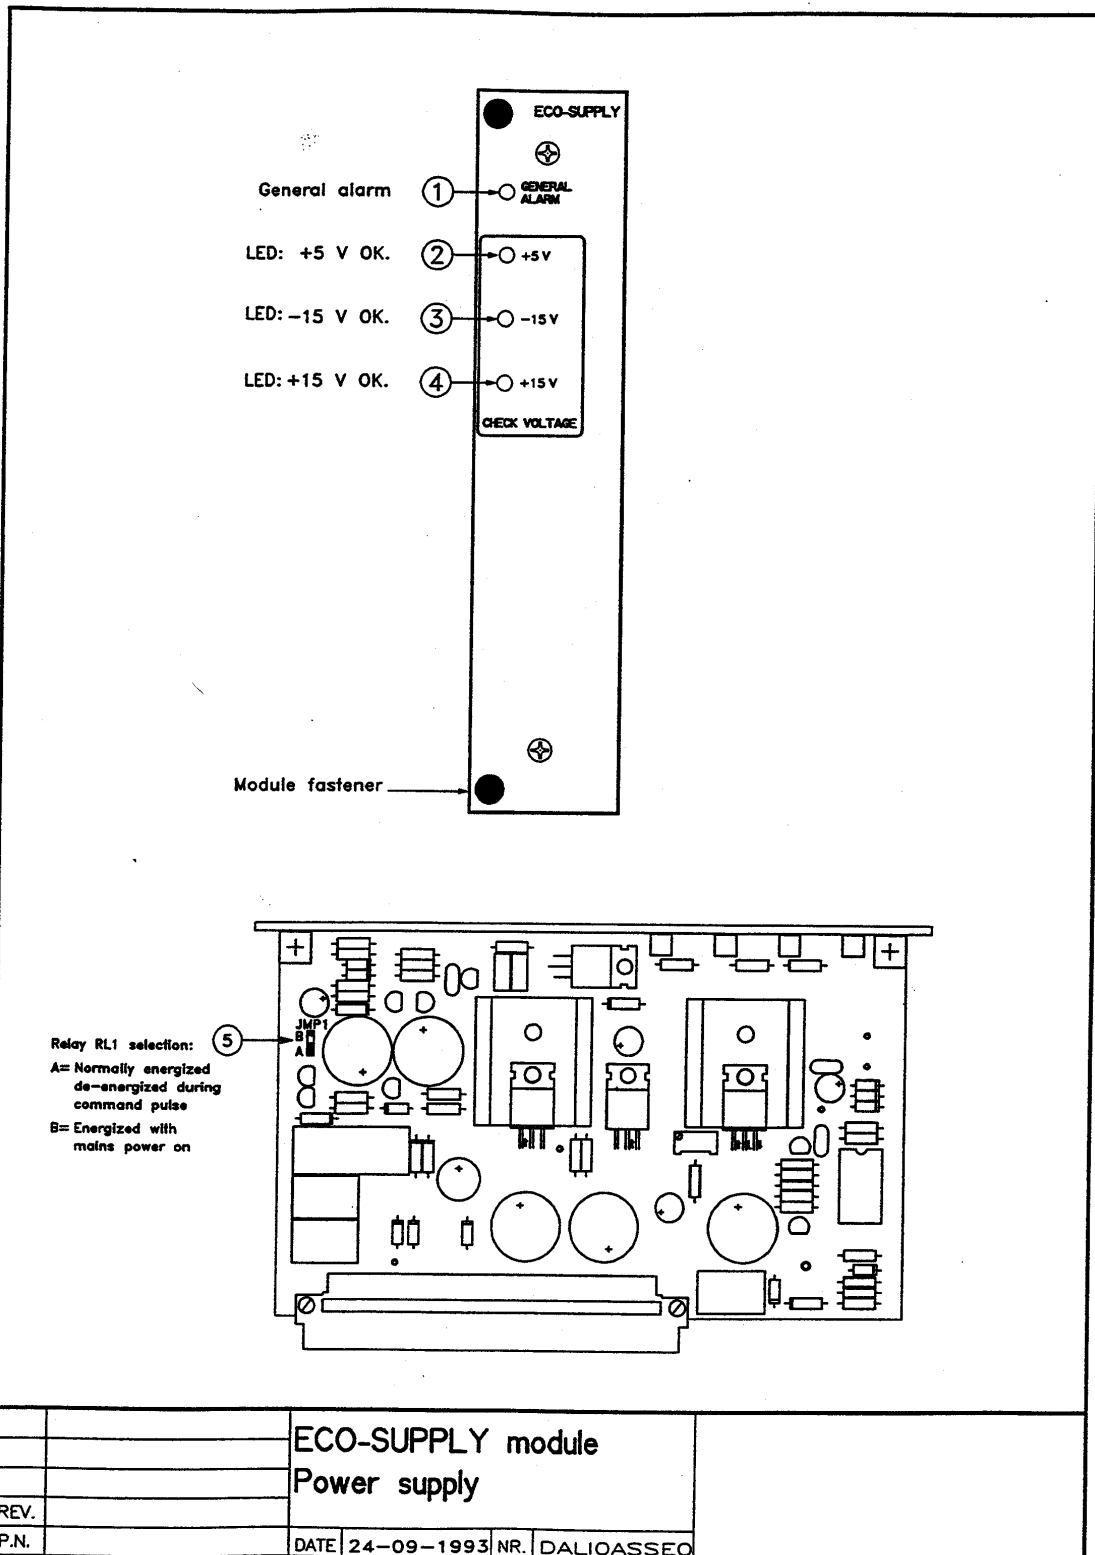 ECO-SUPPLY
General alarm 1 GENERAL ALARM
LED: +5 V OK. 2 +5 V
LED: -15 V OK. 3 -15 V
LED: +15 V OK. 4 +15 V
CHECK VOLTAGE
Module fastener
JMP1
B
A
Relay RL1 selection: 5
A= Normally energized
de-energized during
command pulse
B= Energized with
mains power on
ECO-SUPPLY module
Power supply
REV.
P.N.
DATE 24-09-1993 NR. DALIOASSEO